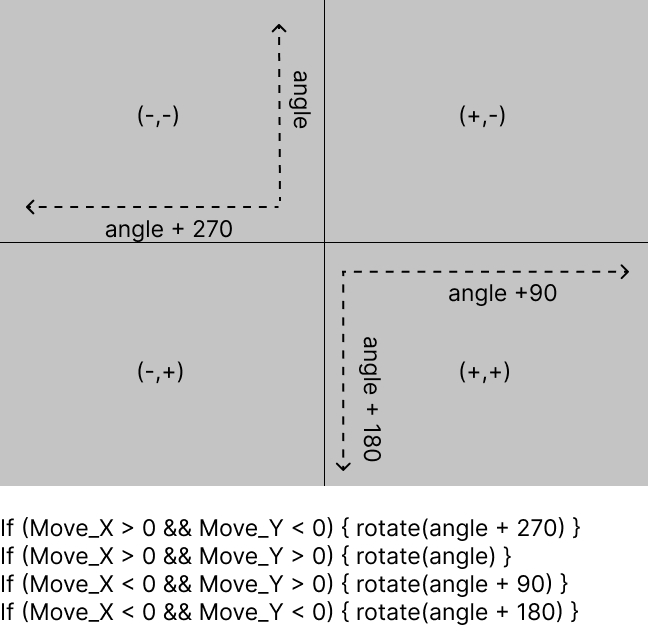 angle
(-,-)
(+,-)
angle + 270
angle +90
angle + 180
(-,+)
(+,+)
If (Move_X > 0 && Move_Y < 0) { rotate(angle + 270) }
If (Move_X > 0 && Move_Y > 0) { rotate(angle) }
If (Move_X < 0 && Move_Y > 0) { rotate(angle + 90) }
If (Move_X < 0 && Move_Y < 0) { rotate(angle + 180) }